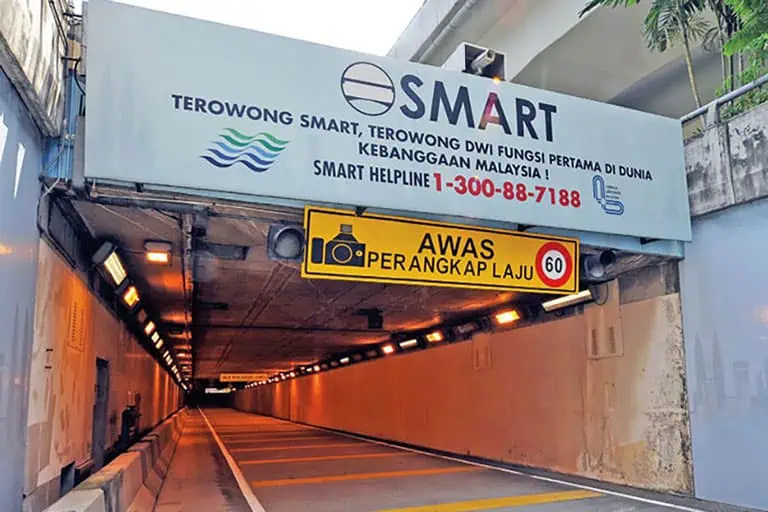 SMART
TEROWONG SMART, TEROWONG DWI FUNGSI PERTAMA DI DUNIA
KEBANGGAAN MALAYSIA !
SMART HELPLINE 1-300-88-7188
AWAS
PERANGKAP LAJU
60